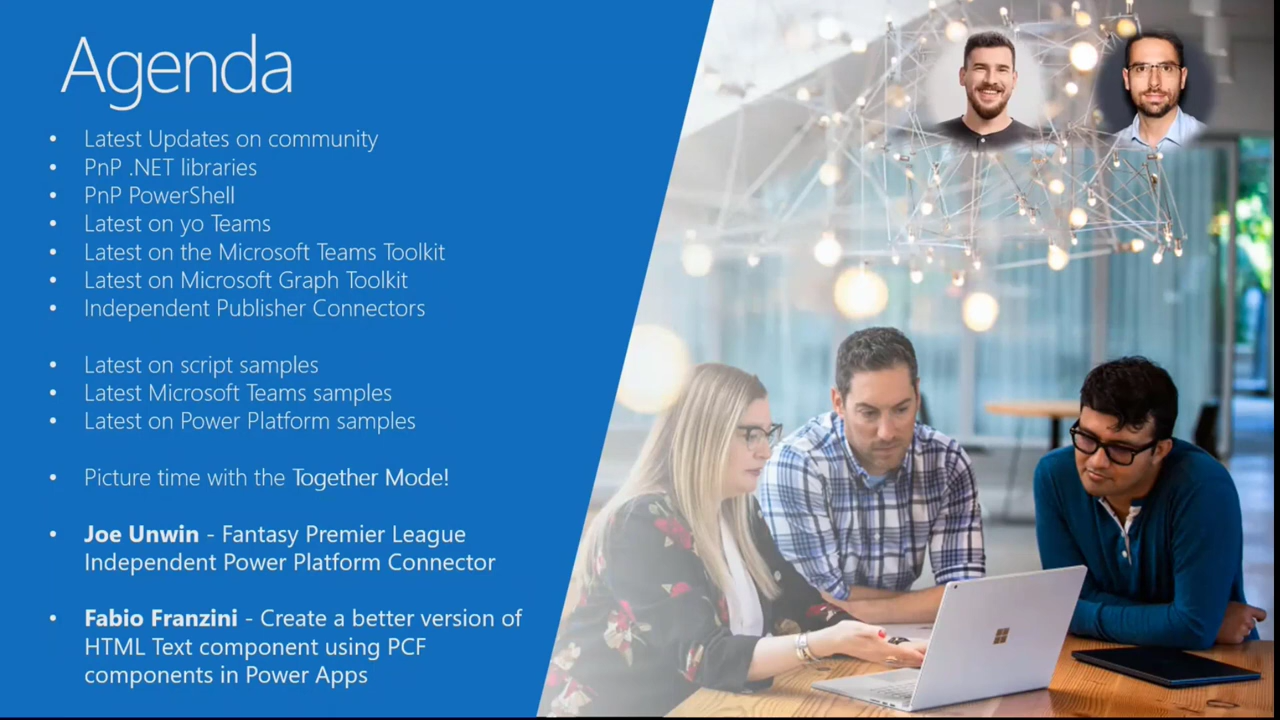 Agenda
• Latest Updates on community
• PnP .NET libraries
• PnP PowerShell
• Latest on yo Teams
• Latest on the Microsoft Teams Toolkit
• Latest on Microsoft Graph Toolkit
• Independent Publisher Connectors
• Latest on script samples
• Latest Microsoft Teams samples
• Latest on Power Platform samples
• Picture time with the Together Mode!
• Joe Unwin - Fantasy Premier League
Independent Power Platform Connector
• Fabio Franzini - Create a better version of
HTML Text component using PCF
components in Power Apps